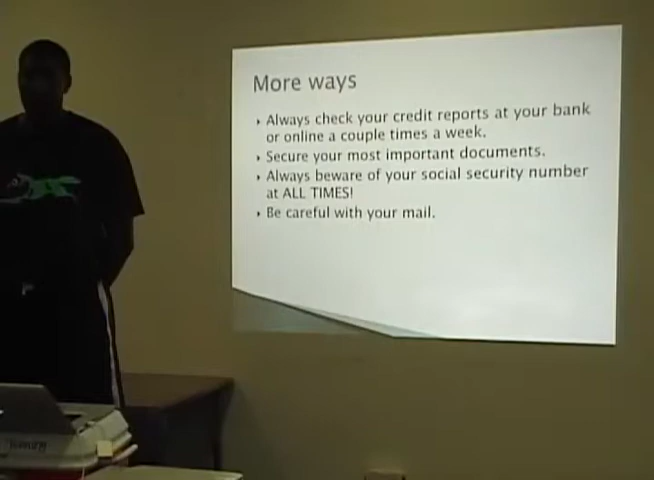 More ways
Always check your credit reports at your bank
or online a couple times a week.
Secure your most important documents.
Always beware of your social security number
at ALL TIMES!
Be careful with your mail.